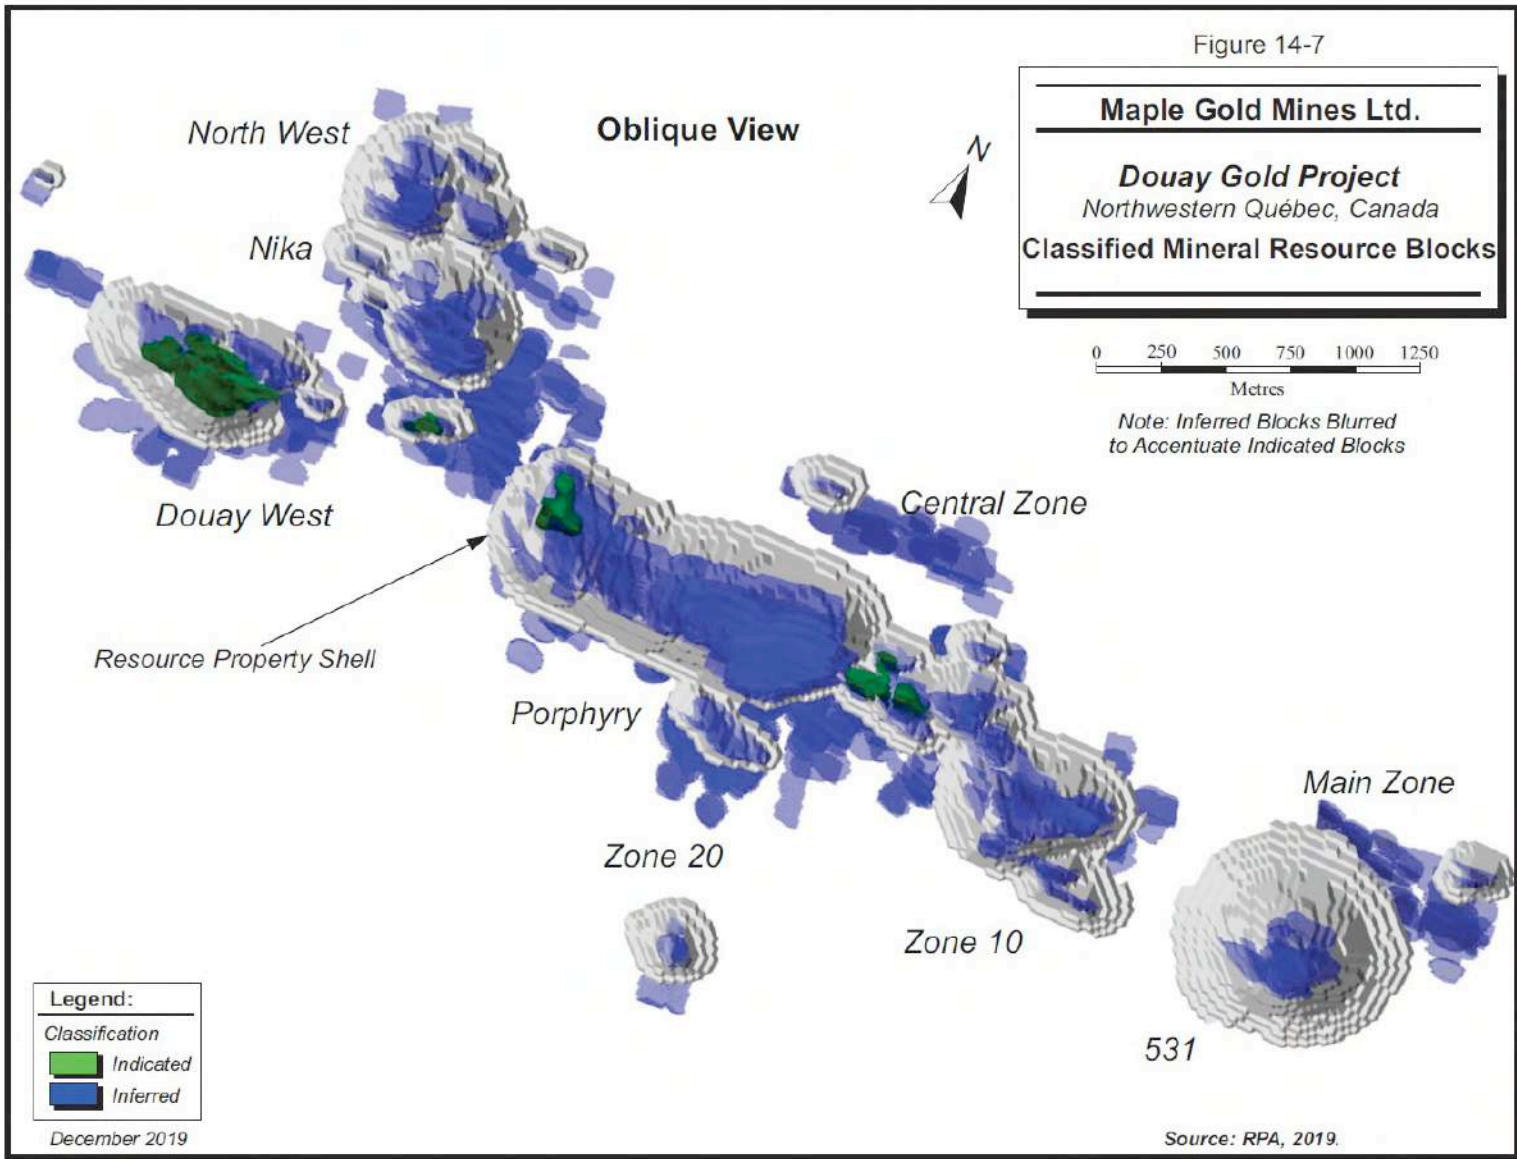 Figure 14-7
Maple Gold Mines Ltd.
Douay Gold Project
Northwestern Québec, Canada
Classified Mineral Resource Blocks
Oblique View
N
North West
Nika
0 250 500 750 1000 1250
Metres
Note: Inferred Blocks Blurred
to Accentuate Indicated Blocks
Central Zone
Douay West
Resource Property Shell
Porphyry
Main Zone
Zone 20
Zone 10
531
Legend:
Classification
Indicated
Inferred
December 2019
Source: RPA, 2019.